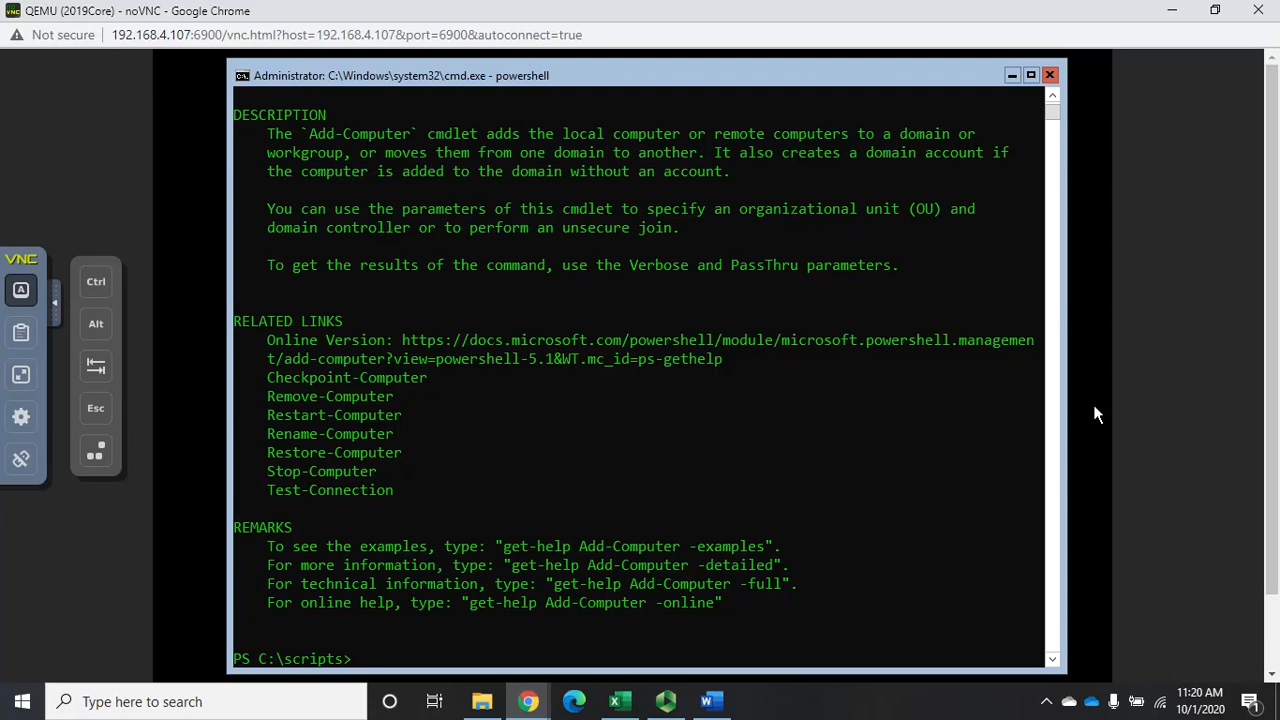 QEMU (2019Core) - noVNC - Google Chrome
Not secure 192.168.4.107:6900/vnc.html?host=192.168.4.107&port=6900&autoconnect=true
Administrator: C:\Windows\system32\cmd.exe - powershell
DESCRIPTION
The `Add-Computer` cmdlet adds the local computer or remote computers to a domain or
workgroup, or moves them from one domain to another. It also creates a domain account if
the computer is added to the domain without an account.
You can use the parameters of this cmdlet to specify an organizational unit (OU) and
domain controller or to perform an unsecure join.
To get the results of the command, use the Verbose and PassThru parameters.
RELATED LINKS
Online Version: https://docs.microsoft.com/powershell/module/microsoft.powershell.managemen
t/add-computer?view=powershell-5.1&WT.mc_id=ps-gethelp
Checkpoint-Computer
Remove-Computer
Restart-Computer
Rename-Computer
Restore-Computer
Stop-Computer
Test-Connection
REMARKS
To see the examples, type: "get-help Add-Computer -examples".
For more information, type: "get-help Add-Computer -detailed".
For technical information, type: "get-help Add-Computer -full".
For online help, type: "get-help Add-Computer -online"
PS C:\scripts>
VNC
A
Ctrl
Alt
Esc
Type here to search
11:20 AM
10/1/2020
1